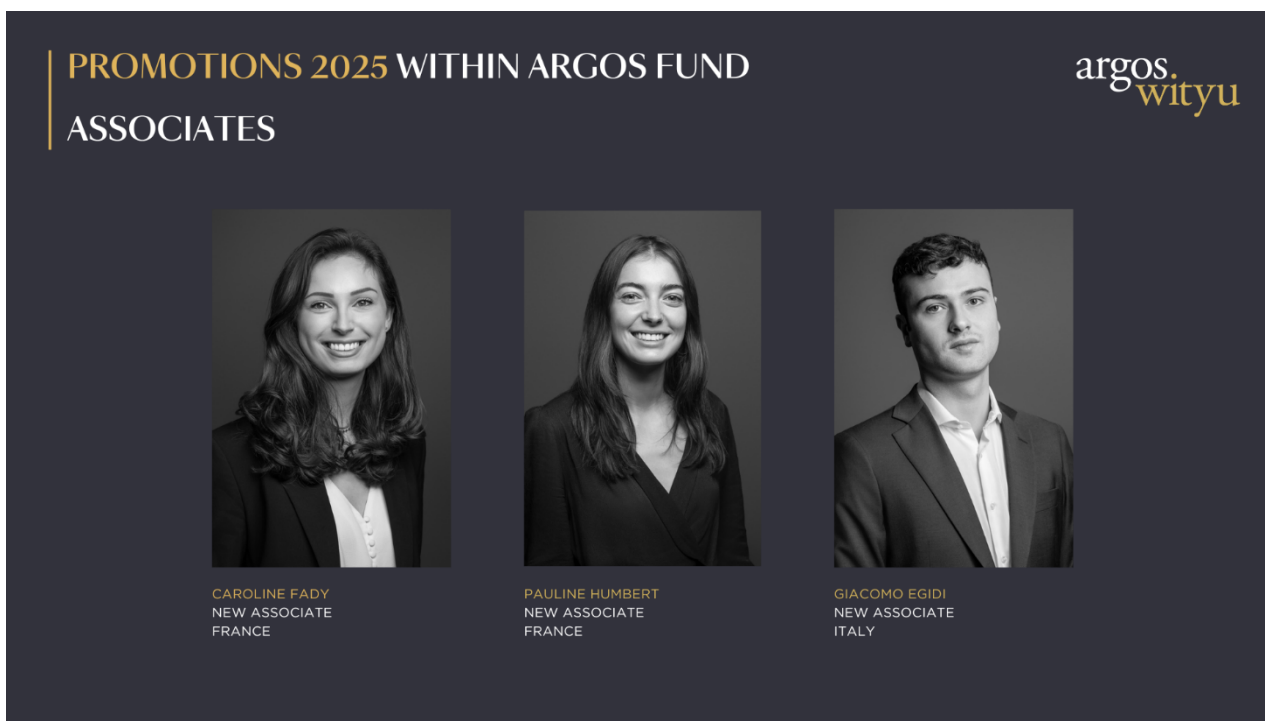 PROMOTIONS 2025 WITHIN ARGOS FUND
ASSOCIATES
argos.
wityu
CAROLINE FADY
NEW ASSOCIATE
FRANCE
PAULINE HUMBERT
NEW ASSOCIATE
FRANCE
GIACOMO EGIDI
NEW ASSOCIATE
ITALY